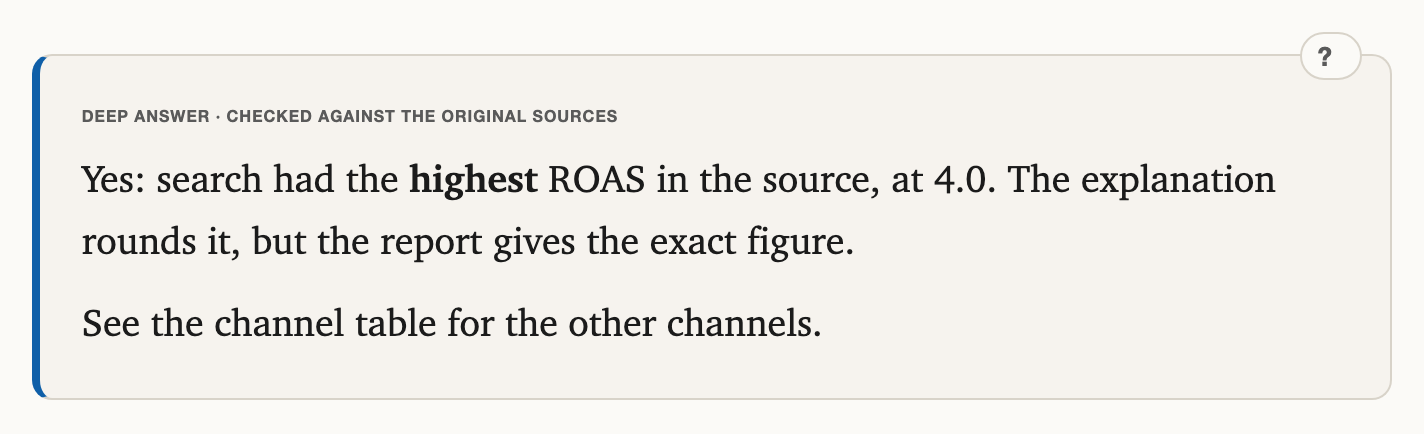 ?
DEEP ANSWER · CHECKED AGAINST THE ORIGINAL SOURCES
Yes: search had the highest ROAS in the source, at 4.0. The explanation
rounds it, but the report gives the exact figure.
See the channel table for the other channels.